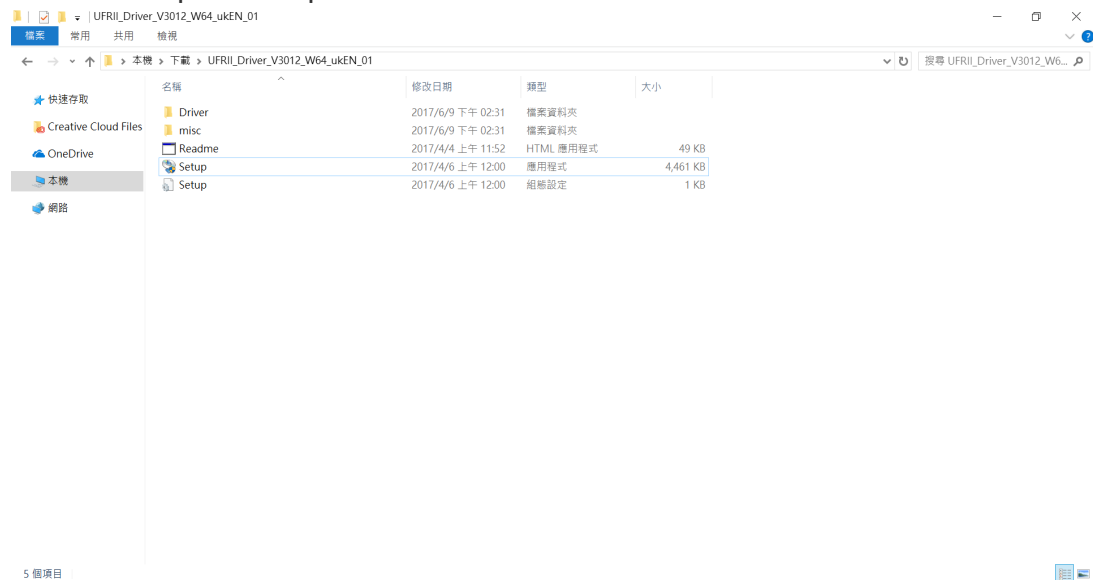 UFRII_Driver_V3012_W64_ukEN_01
檔案 常用 共用 檢視
本機 > 下載 > UFRII_Driver_V3012_W64_ukEN_01 搜尋 UFRII_Driver_V3012_W6...
名稱 修改日期 類型 大小
快速存取
Creative Cloud Files
OneDrive
本機
網路
Driver 2017/6/9 下午 02:31 檔案資料夾
misc 2017/6/9 下午 02:31 檔案資料夾
Readme 2017/4/4 上午 11:52 HTML 應用程式 49 KB
Setup 2017/4/6 上午 12:00 應用程式 4,461 KB
Setup 2017/4/6 上午 12:00 組態設定 1 KB
5 個項目